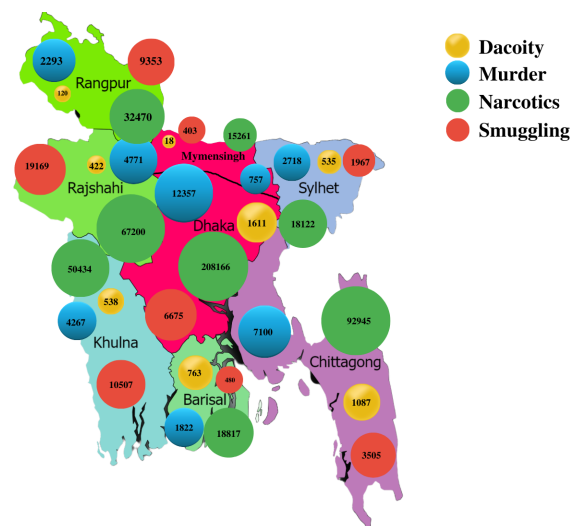 Dacoity
Murder
Narcotics
Smuggling
2293
9353
Rangpur
120
32470
18
403
15261
19169
422
4771
Mymensingh
2718
535
1967
Rajshahi
12357
757
Sylhet
67200
Dhaka
1611
18122
50434
208166
538
4267
6675
7100
92945
Khulna
Chittagong
10507
763
480
Barisal
1087
1822
18817
3505